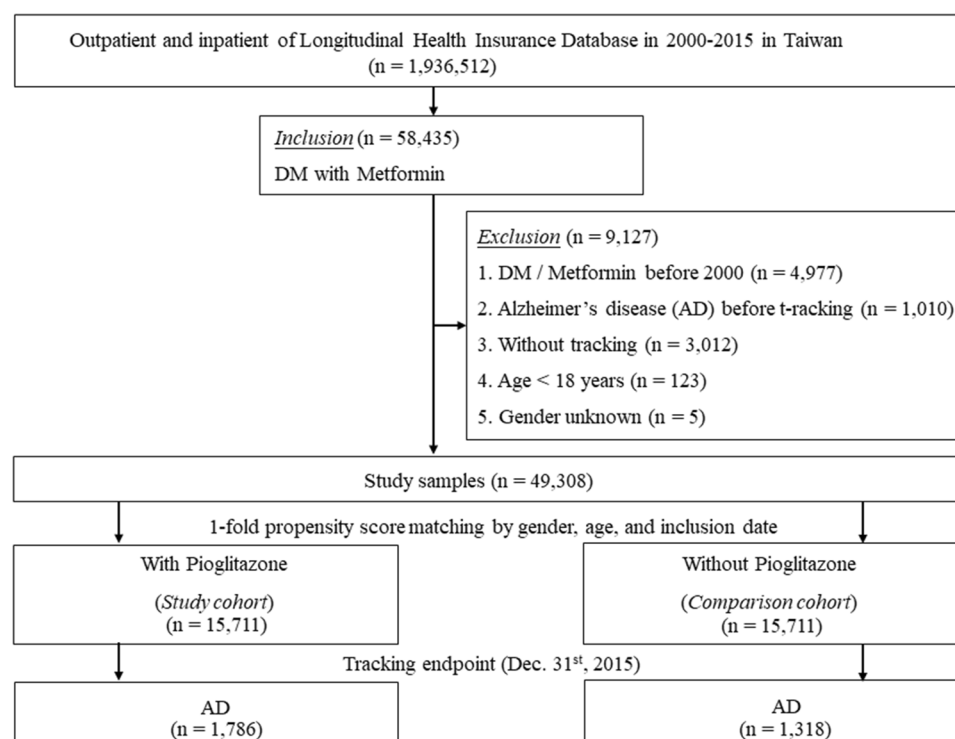 Outpatient and inpatient of Longitudinal Health Insurance Database in 2000-2015 in Taiwan
(n = 1,936,512)
Inclusion (n = 58,435)
DM with Metformin
Exclusion (n = 9,127)
1. DM / Metformin before 2000 (n = 4,977)
2. Alzheimer's disease (AD) before t-racking (n = 1,010)
3. Without tracking (n = 3,012)
4. Age < 18 years (n = 123)
5. Gender unknown (n = 5)
Study samples (n = 49,308)
1-fold propensity score matching by gender, age, and inclusion date
With Pioglitazone
(Study cohort)
(n = 15,711)
Without Pioglitazone
(Comparison cohort)
(n = 15,711)
Tracking endpoint (Dec. 31st, 2015)
AD
(n = 1,786)
AD
(n = 1,318)